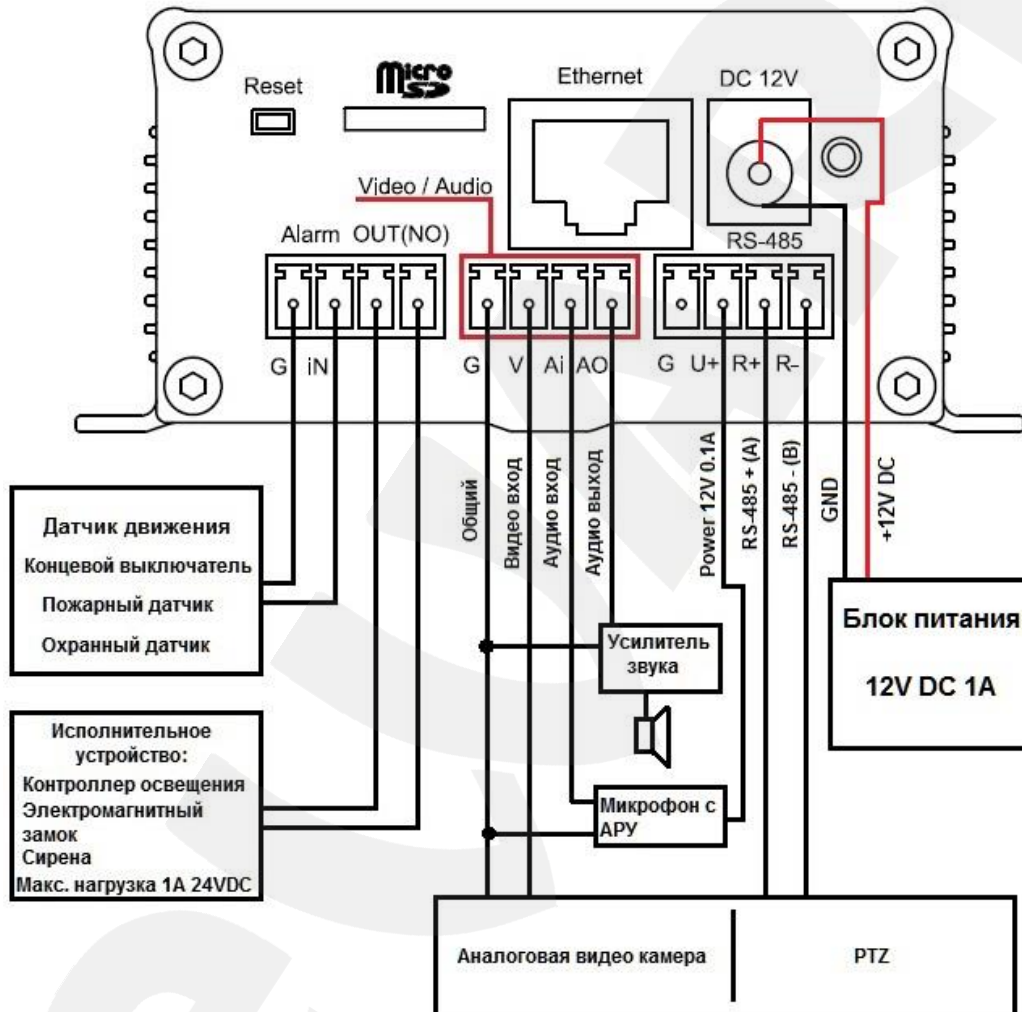 Reset
Micro
SD
Ethernet
DC 12V
Video / Audio
Alarm OUT(NO)
RS-485
G iN
G V Ai AO
G U+ R+ R-
Общий
Видео вход
Аудио вход
Аудио выход
Power 12V 0.1A
RS-485 + (A)
RS-485 - (B)
GND
+12V DC
Датчик движения
Концевой выключатель
Пожарный датчик
Охранный датчик
Усилитель
звука
Блок питания
12V DC 1A
Исполнительное
устройство:
Контроллер освещения
Электромагнитный
замок
Сирена
Макс. нагрузка 1А 24VDC
Микрофон с
АРУ
Аналоговая видео камера
PTZ